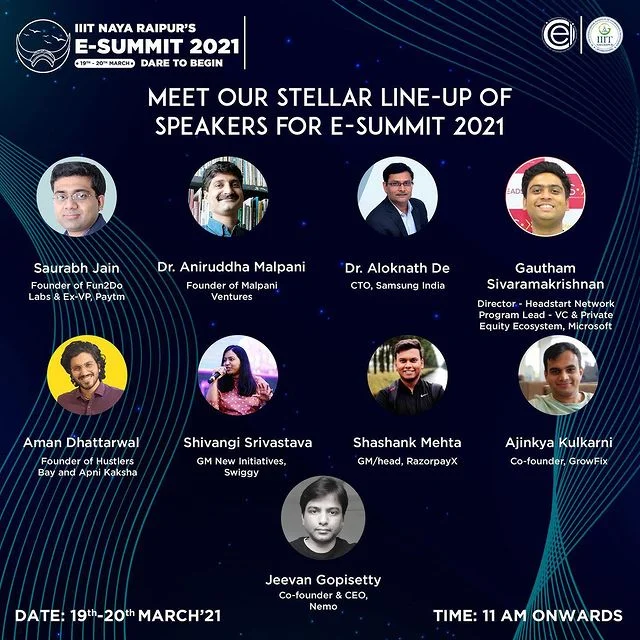 IIIT NAYA RAIPUR'S
E-SUMMIT 2021
19TH - 20TH MARCH
DARE TO BEGIN
ei
IIIT
MEET OUR STELLAR LINE-UP OF
SPEAKERS FOR E-SUMMIT 2021
Saurabh Jain
Founder of Fun2Do
Labs & Ex-VP, Paytm
Dr. Aniruddha Malpani
Founder of Malpani
Ventures
Dr. Aloknath De
CTO, Samsung India
Gautham
Sivaramakrishnan
Director - Headstart Network
Program Lead - VC & Private
Equity Ecosystem, Microsoft
Aman Dhattarwal
Founder of Hustlers
Bay and Apni Kaksha
Shivangi Srivastava
GM New Initiatives,
Swiggy
Shashank Mehta
GM/head, RazorpayX
Ajinkya Kulkarni
Co-founder, GrowFix
Jeevan Gopisetty
Co-founder & CEO,
Nemo
DATE: 19th-20th MARCH'21
TIME: 11 AM ONWARDS